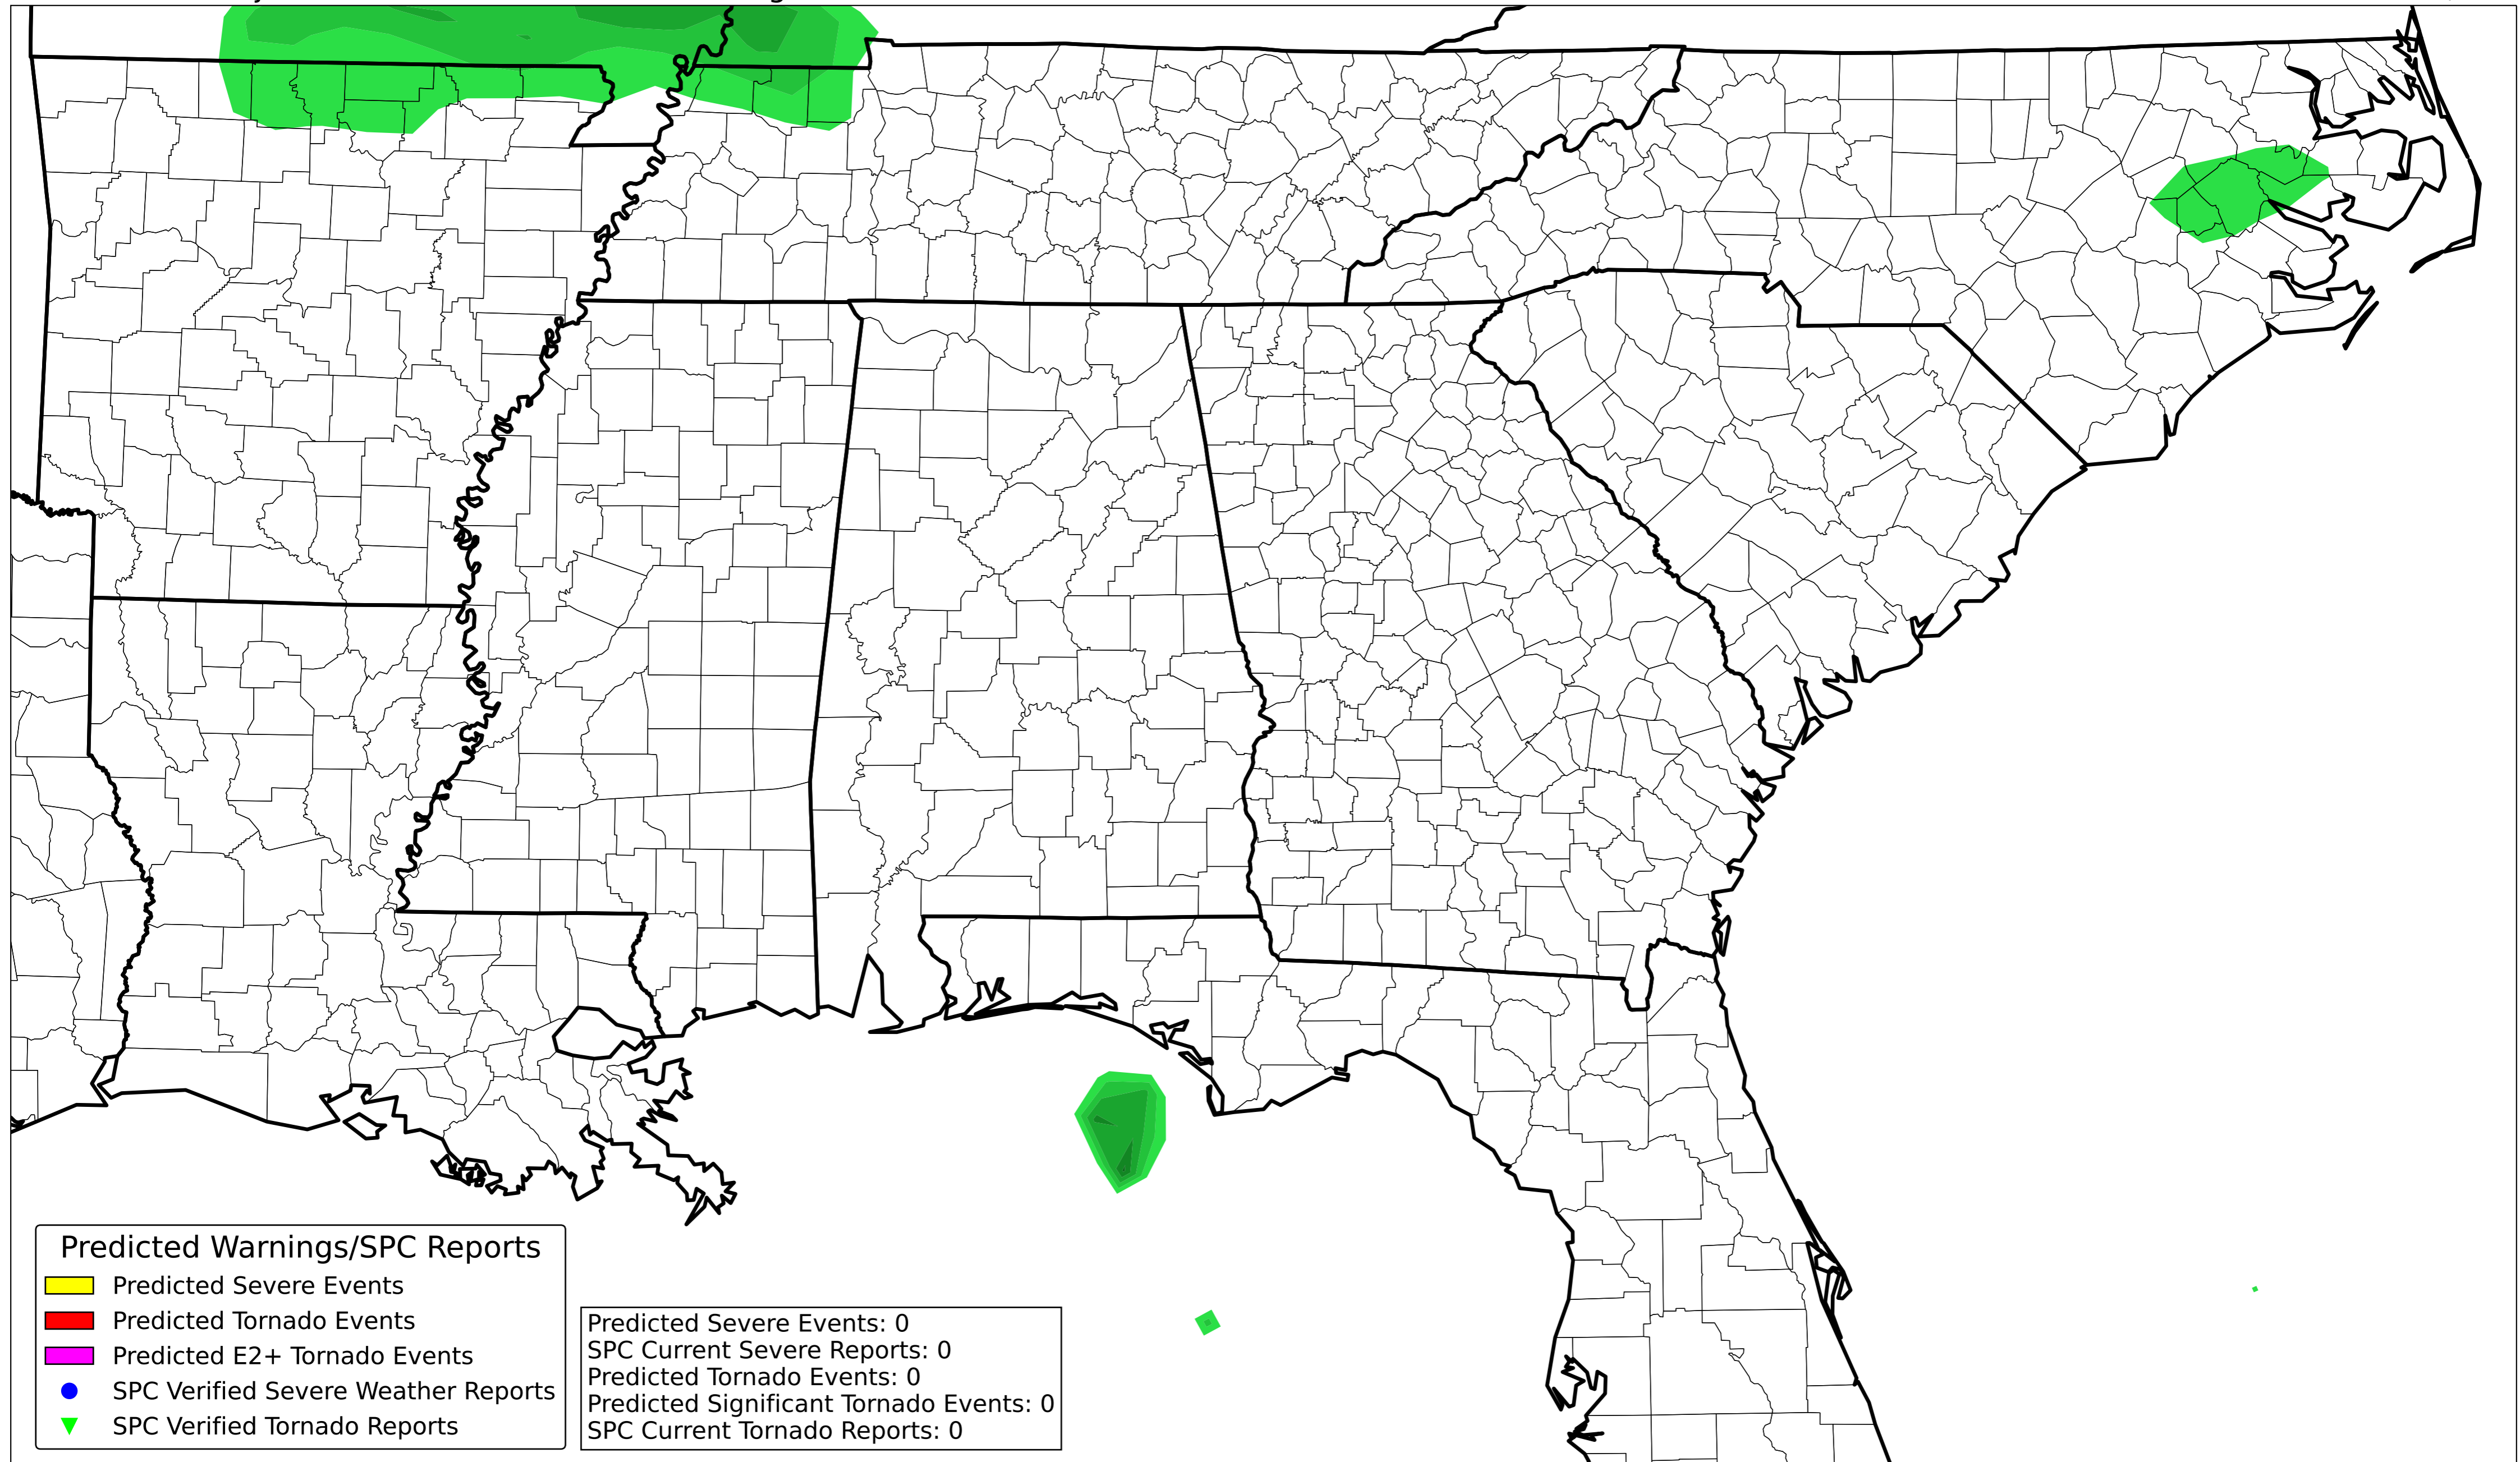 Predicted Warnings/SPC Reports
Predicted Severe Events
Predicted Tornado Events
Predicted E2+ Tornado Events
SPC Verified Severe Weather Reports
SPC Verified Tornado Reports
Predicted Severe Events: 0
SPC Current Severe Reports: 0
Predicted Tornado Events: 0
Predicted Significant Tornado Events: 0
SPC Current Tornado Reports: 0